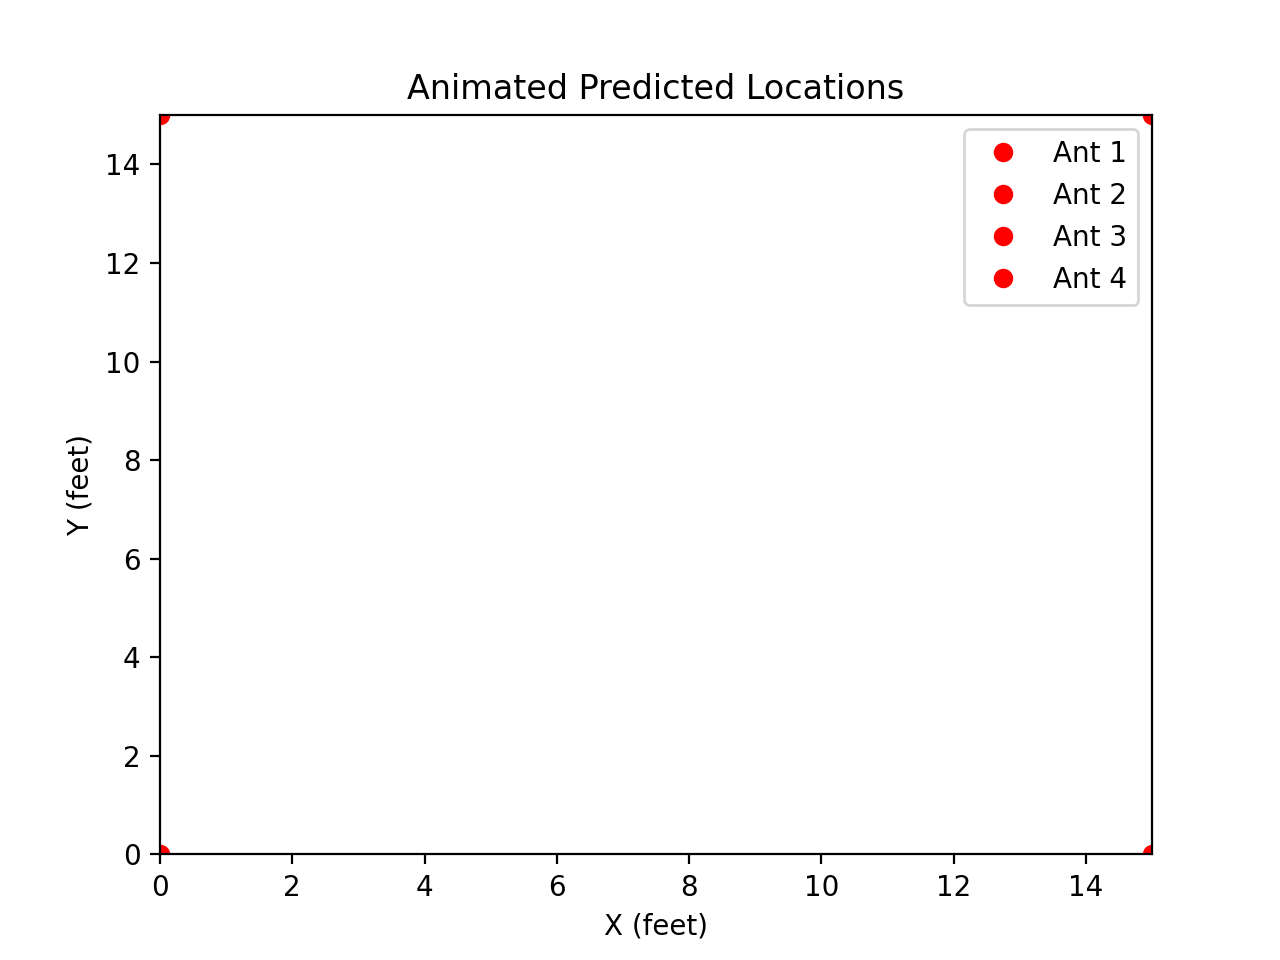 Animated Predicted Locations
Ant 1
Ant 2
Ant 3
Ant 4
14
12
10
8
6
4
2
0
Y (feet)
0 2 4 6 8 10 12 14
X (feet)